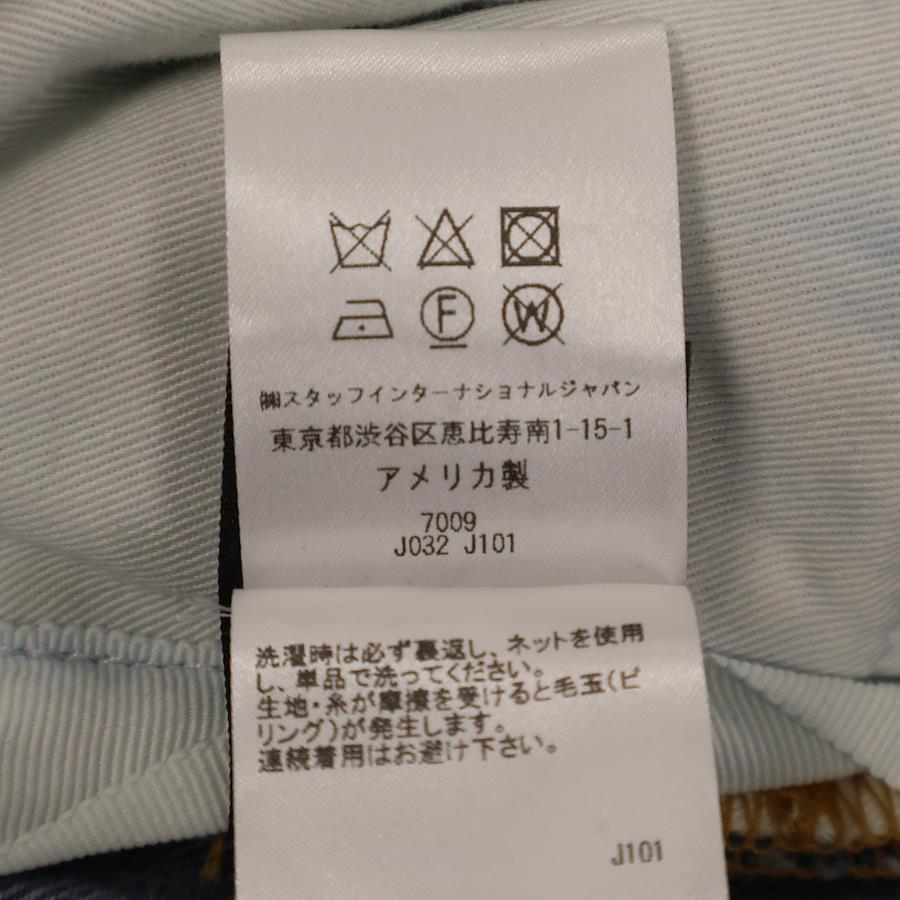 F W
㈱スタッフインターナショナルジャパン
東京都渋谷区恵比寿南1-15-1
アメリカ製
7009
J032 J101
洗濯時は必ず裏返し、ネットを使用
し、単品で洗ってください。
生地・糸が摩擦を受けると毛玉(ピ
リング)が発生します。
連続着用はお避け下さい。
J101